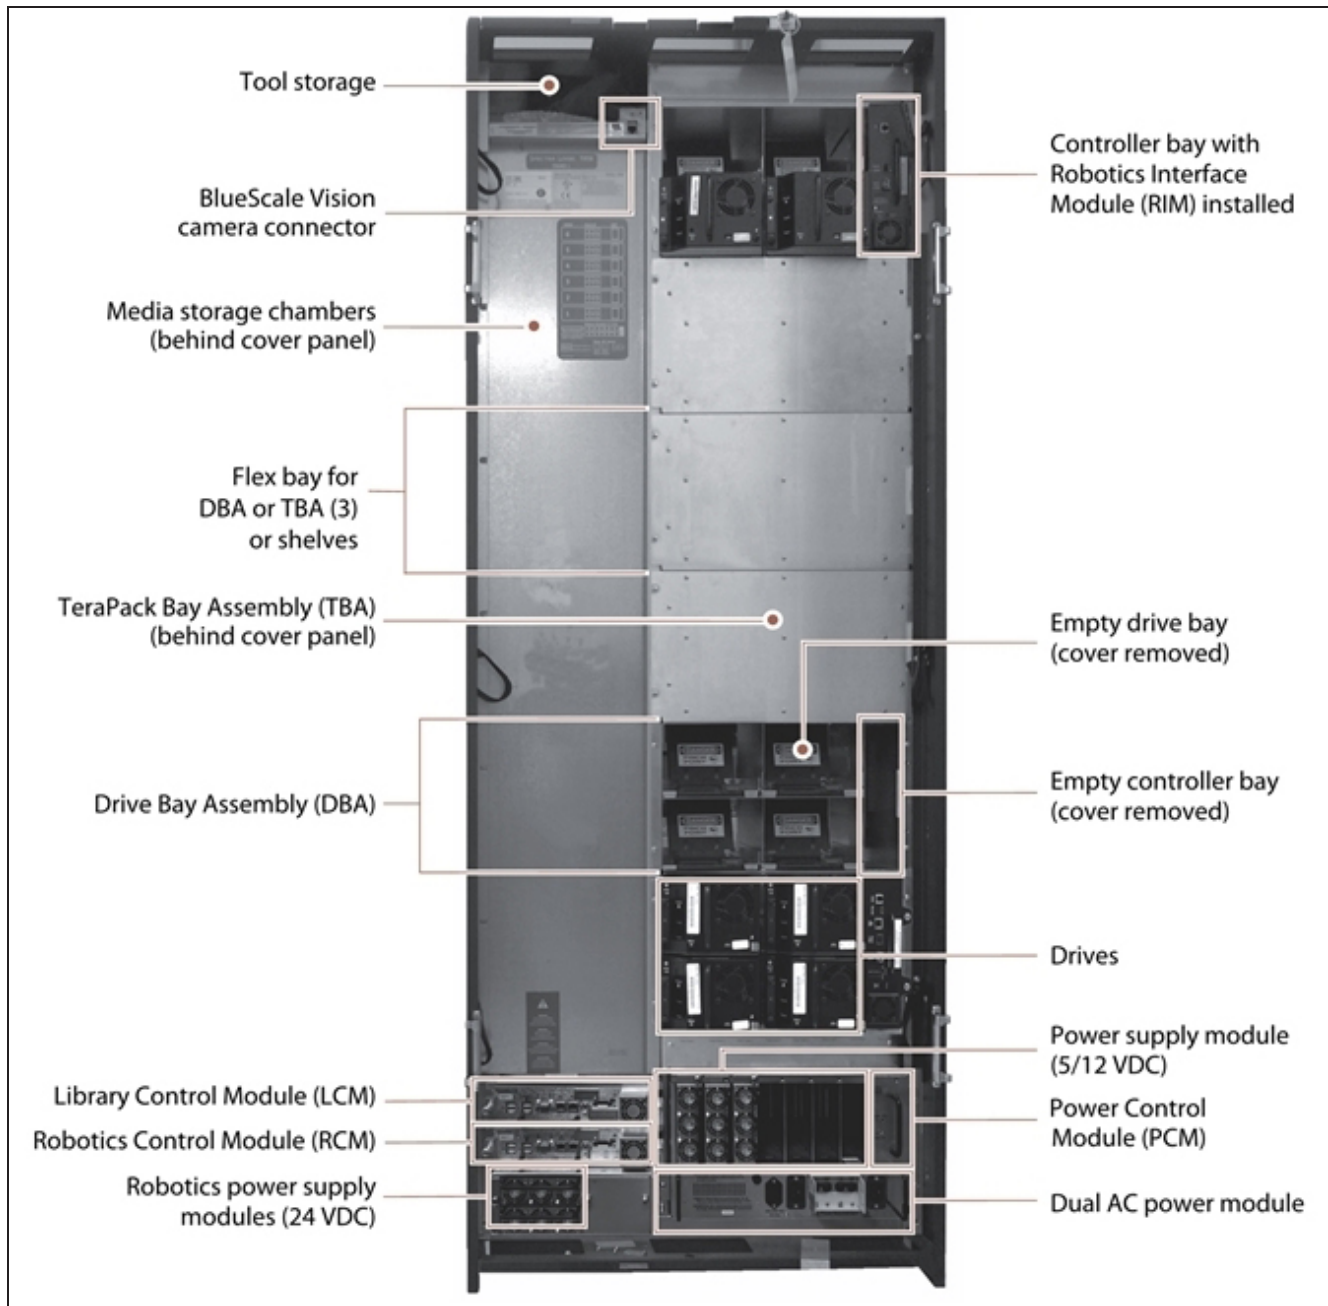 Tool storage
BlueScale Vision
camera connector
Media storage chambers
(behind cover panel)
Flex bay for
DBA or TBA (3)
or shelves
TeraPack Bay Assembly (TBA)
(behind cover panel)
Drive Bay Assembly (DBA)
Library Control Module (LCM)
Robotics Control Module (RCM)
Robotics power supply
modules (24 VDC)
Controller bay with
Robotics Interface
Module (RIM) installed
Empty drive bay
(cover removed)
Empty controller bay
(cover removed)
Drives
Power supply module
(5/12 VDC)
Power Control
Module (PCM)
Dual AC power module